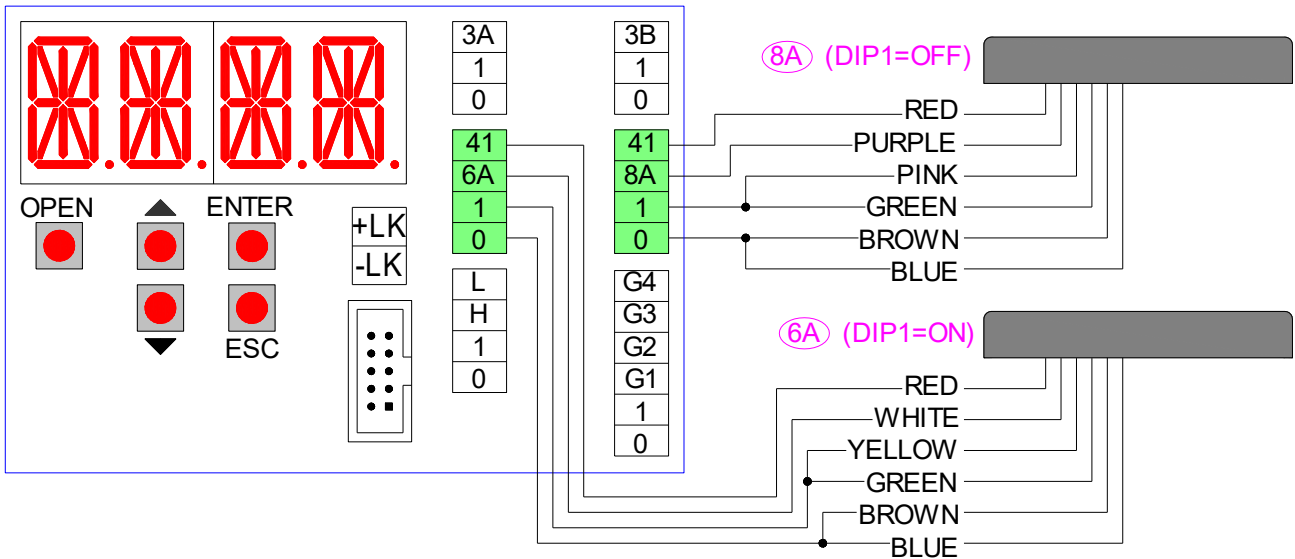 OPEN
▲
ENTER
▼
ESC
+LK
-LK
3A
1
0
41
6A
1
0
L
H
1
0
3B
1
0
41
8A
1
0
G4
G3
G2
G1
1
0
8A (DIP1=OFF)
RED
PURPLE
PINK
GREEN
BROWN
BLUE
6A (DIP1=ON)
RED
WHITE
YELLOW
GREEN
BROWN
BLUE